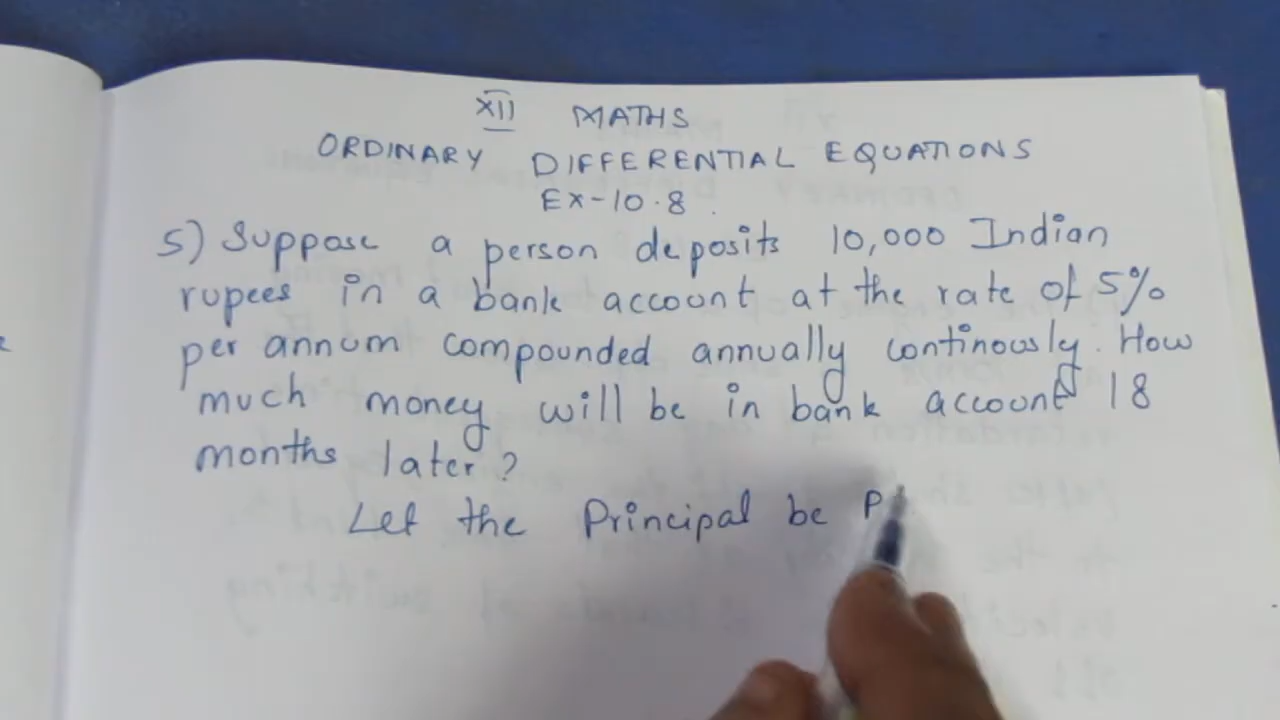 XII MATHS
ORDINARY DIFFERENTIAL EQUATIONS
EX-10.8.
5) Suppose a person deposits 10,000 Indian
rupees in a bank account at the rate of 5%
per annum compounded annually continously. How
much money will be in bank account 18
months later?
Let the Principal be P